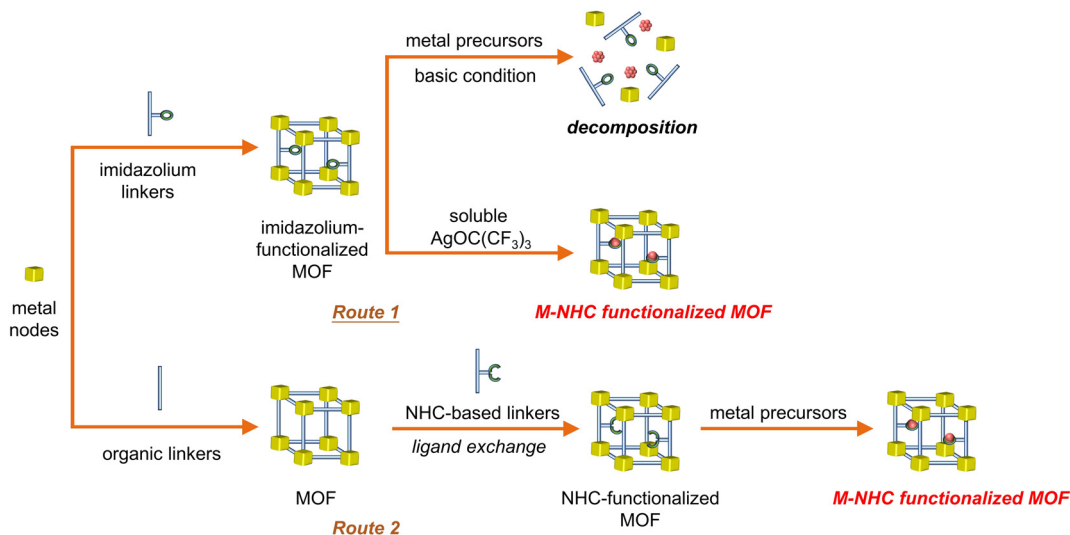 metal precursors
basic condition
decomposition
imidazolium
linkers
imidazolium-
functionalized
MOF
soluble
AgOC(CF₃)₃
metal
nodes
Route 1
M-NHC functionalized MOF
organic linkers
MOF
NHC-based linkers
ligand exchange
NHC-functionalized
MOF
metal precursors
M-NHC functionalized MOF
Route 2